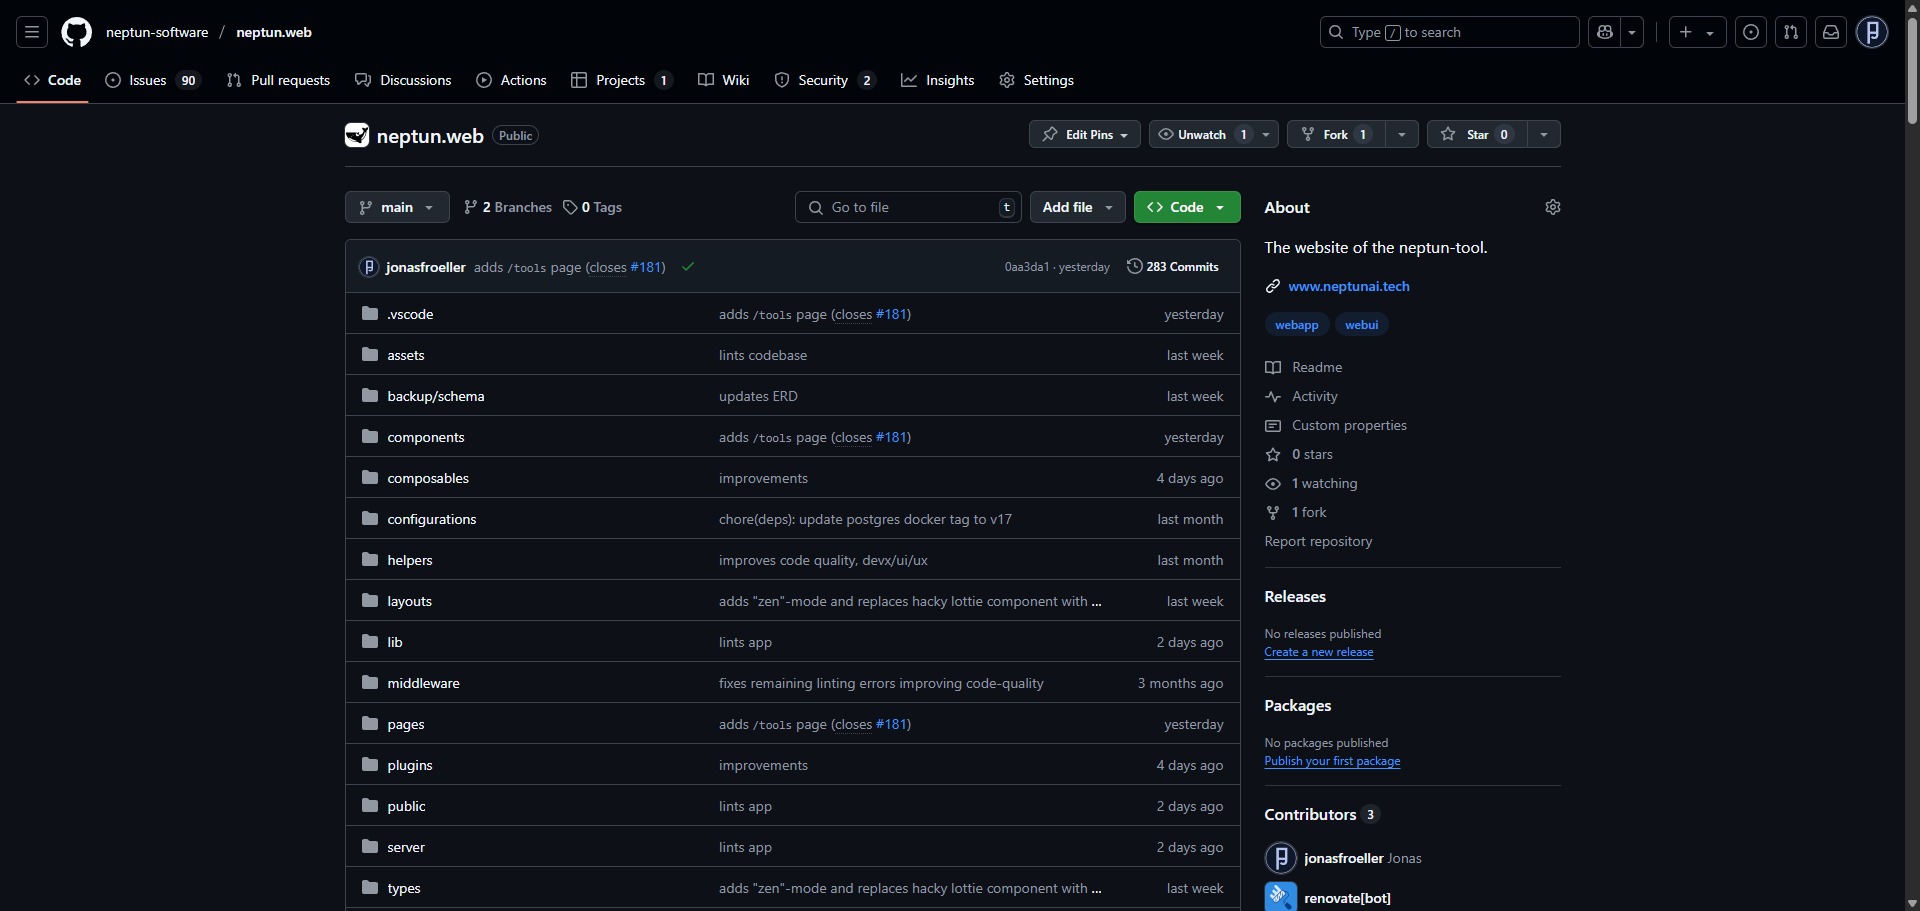 neptun-software / neptun.web
Type / to search
Code
Issues 90
Pull requests
Discussions
Actions
Projects 1
Wiki
Security 2
Insights
Settings
neptun.web Public
Edit Pins
Unwatch 1
Fork 1
Star 0
main
2 Branches
0 Tags
Go to file t
Add file
Code
jonasfroeller adds /tools page (closes #181)
0aa3da1 · yesterday
283 Commits
.vscode adds /tools page (closes #181) yesterday
assets lints codebase last week
backup/schema updates ERD last week
components adds /tools page (closes #181) yesterday
composables improvements 4 days ago
configurations chore(deps): update postgres docker tag to v17 last month
helpers improves code quality, devx/ui/ux last month
layouts adds "zen"-mode and replaces hacky lottie component with ... last week
lib lints app 2 days ago
middleware fixes remaining linting errors improving code-quality 3 months ago
pages adds /tools page (closes #181) yesterday
plugins improvements 4 days ago
public lints app 2 days ago
server lints app 2 days ago
types adds "zen"-mode and replaces hacky lottie component with ... last week
About
The website of the neptun-tool.
www.neptunai.tech
webapp webui
Readme
Activity
Custom properties
0 stars
1 watching
1 fork
Report repository
Releases
No releases published
Create a new release
Packages
No packages published
Publish your first package
Contributors 3
jonasfroeller Jonas
renovate[bot]